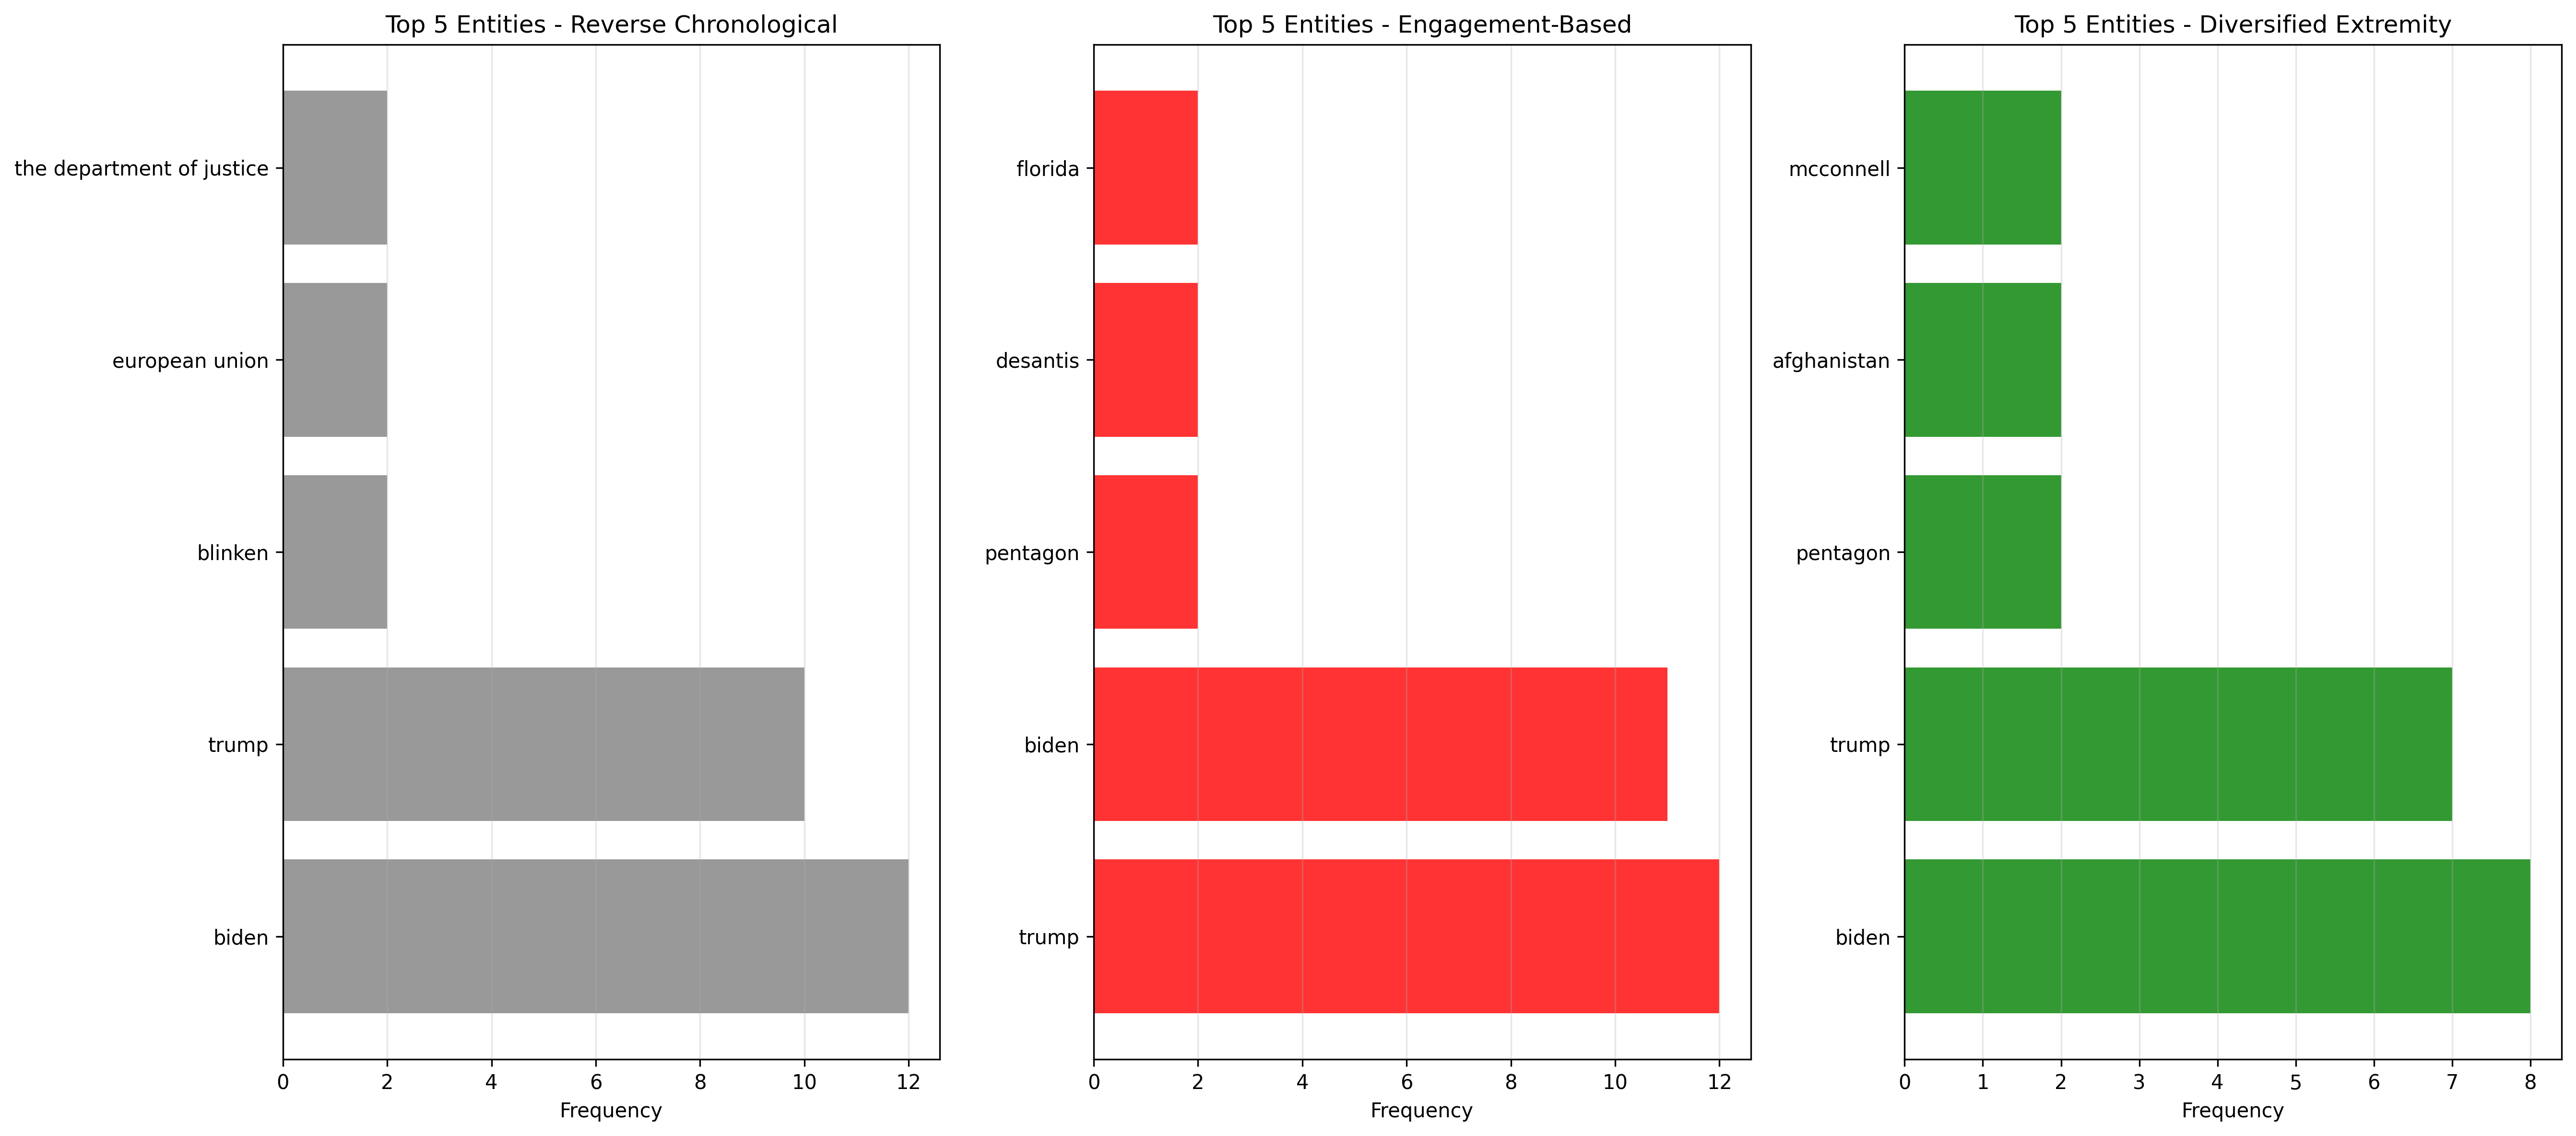 Top 5 Entities - Reverse Chronological
the department of justice
european union
blinken
trump
biden
0 2 4 6 8 10 12
Frequency
Top 5 Entities - Engagement-Based
florida
desantis
pentagon
biden
trump
0 2 4 6 8 10 12
Frequency
Top 5 Entities - Diversified Extremity
mcconnell
afghanistan
pentagon
trump
biden
0 1 2 3 4 5 6 7 8
Frequency